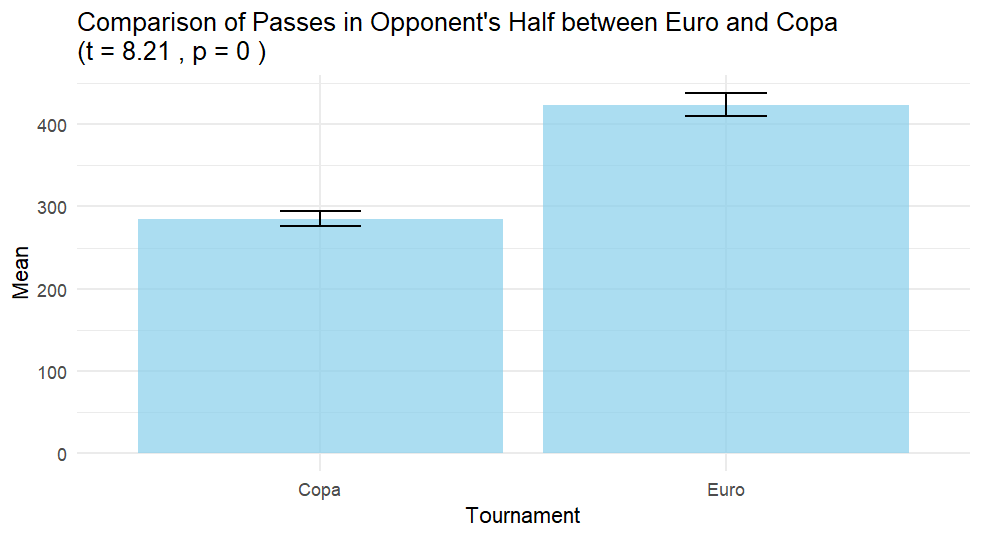 Comparison of Passes in Opponent's Half between Euro and Copa
(t = 8.21 , p = 0 )
Mean
400
300
200
100
0
Copa
Euro
Tournament